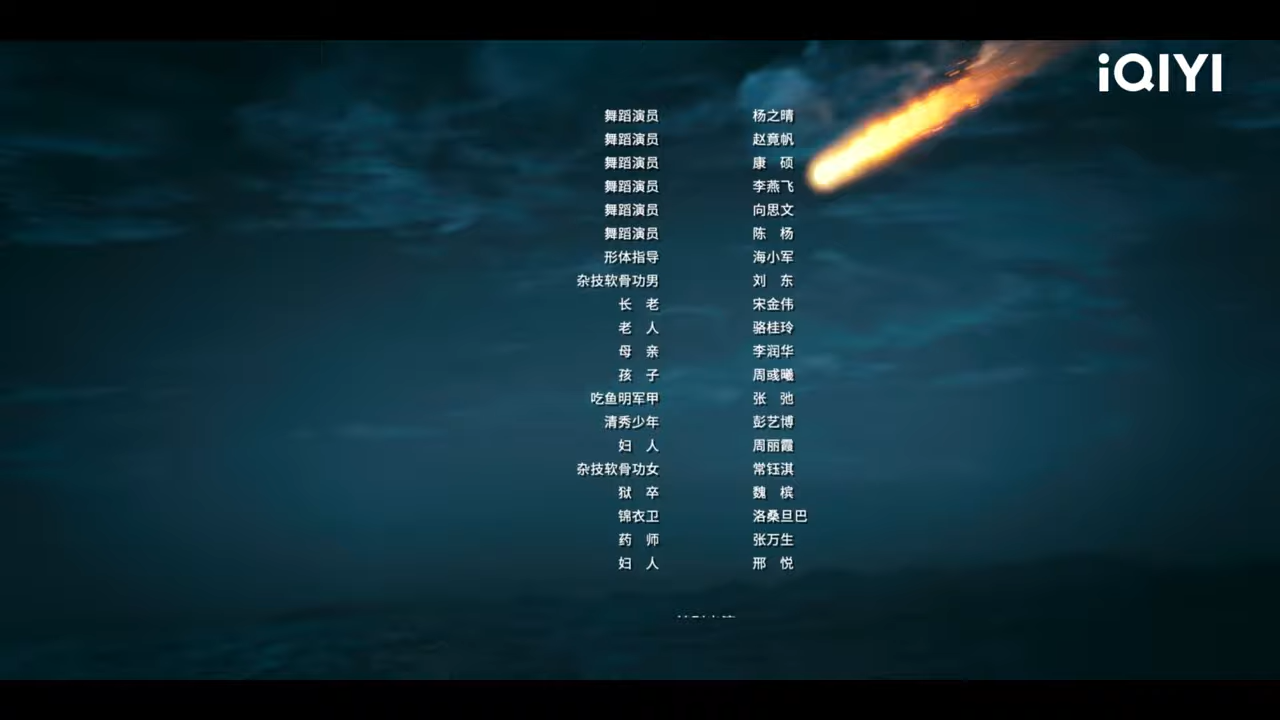 iQIYI
舞蹈演员 杨之晴
舞蹈演员 赵竟帆
舞蹈演员 康 硕
舞蹈演员 李燕飞
舞蹈演员 向思文
舞蹈演员 陈 杨
形体指导 海小军
杂技软骨功男 刘 东
长 老 宋金伟
老 人 骆桂玲
母 亲 李润华
孩 子 周彧曦
吃鱼明军甲 张 弛
清秀少年 彭艺博
妇 人 周丽霞
杂技软骨功女 常钰淇
狱 卒 魏 槟
锦衣卫 洛桑旦巴
药 师 张万生
妇 人 邢 悦